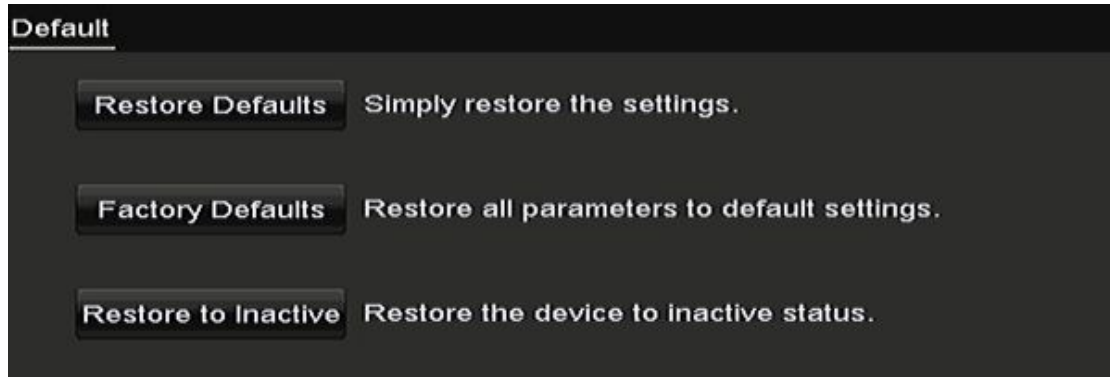 Default
Restore Defaults Simply restore the settings.
Factory Defaults Restore all parameters to default settings.
Restore to Inactive Restore the device to inactive status.